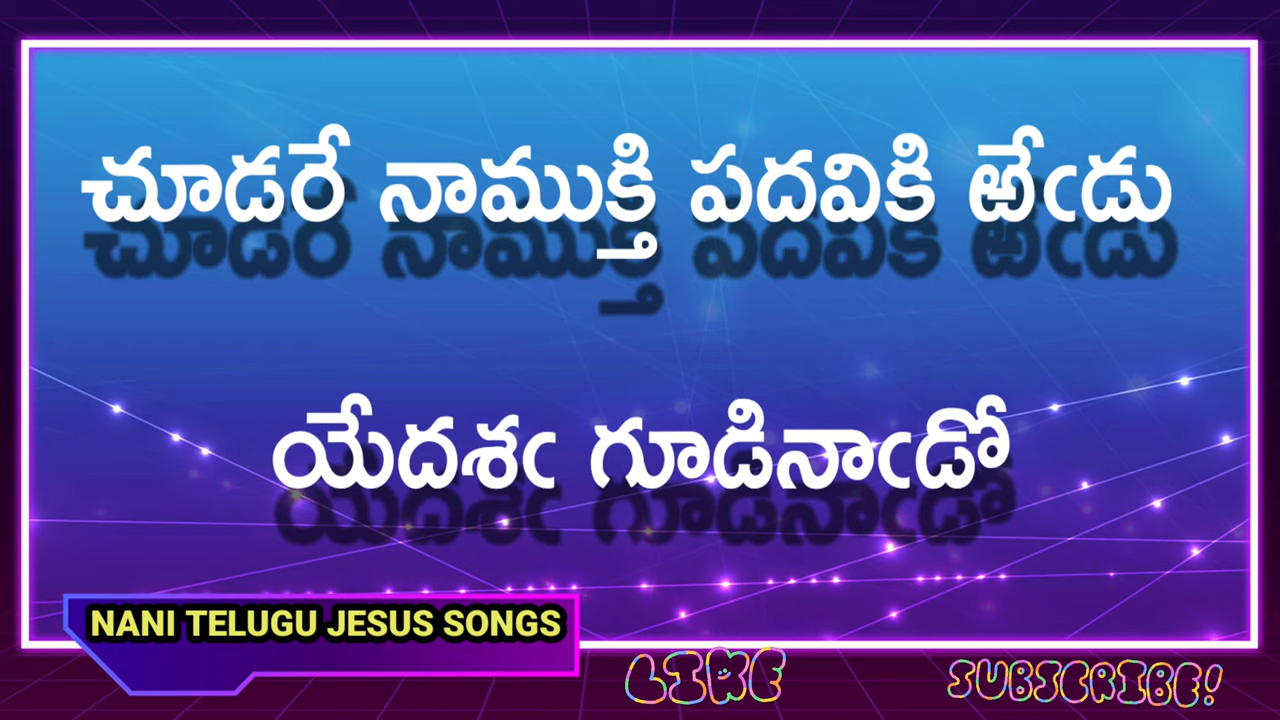 చూడరే నాముక్తి పదవికి ఱేఁడు
యేదశఁ గూడినాఁడో
NANI TELUGU JESUS SONGS
LIKE
SUBSCRIBE!